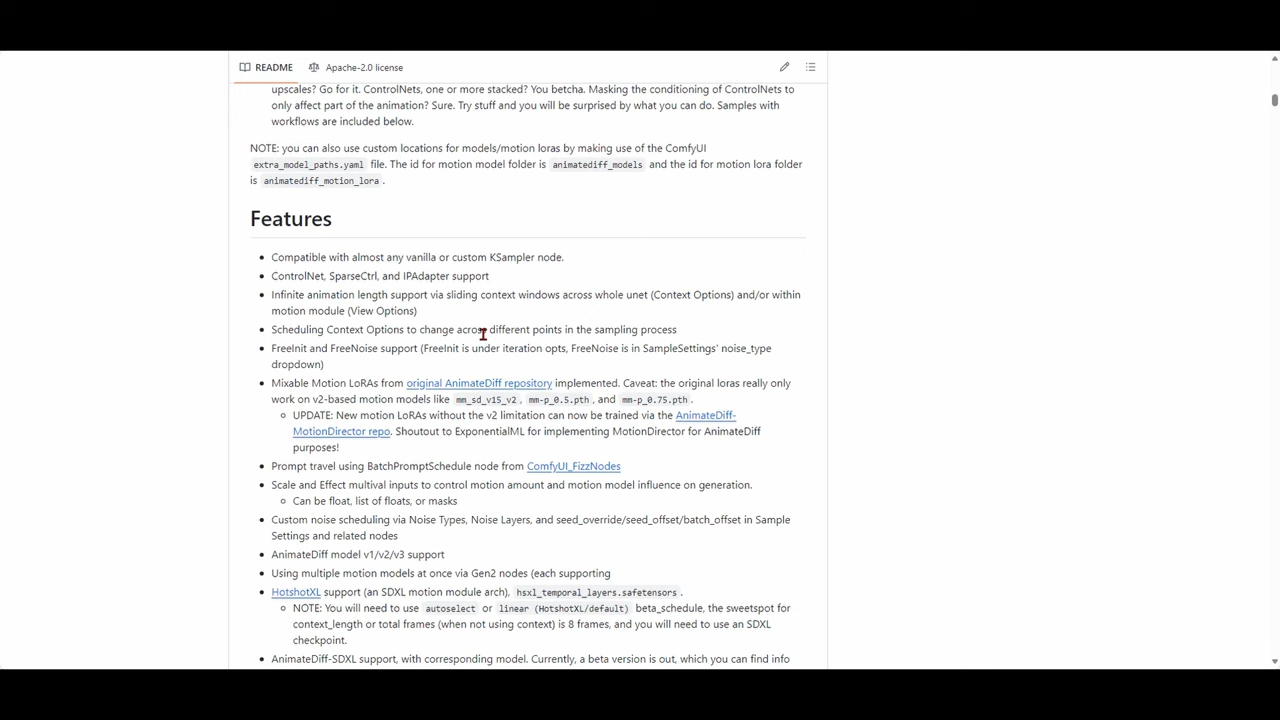 README
Apache-2.0 license
upscales? Go for it. ControlNets, one or more stacked? You betcha. Masking the conditioning of ControlNets to
only affect part of the animation? Sure. Try stuff and you will be surprised by what you can do. Samples with
workflows are included below.
NOTE: you can also use custom locations for models/motion loras by making use of the ComfyUI
extra_model_paths.yaml file. The id for motion model folder is animatediff_models and the id for motion lora folder
is animatediff_motion_lora .
Features
• Compatible with almost any vanilla or custom KSampler node.
• ControlNet, SparseCtrl, and IPAdapter support
• Infinite animation length support via sliding context windows across whole unet (Context Options) and/or within
motion module (View Options)
• Scheduling Context Options to change across different points in the sampling process
• FreeInit and FreeNoise support (FreeInit is under iteration opts, FreeNoise is in SampleSettings' noise_type
dropdown)
• Mixable Motion LoRAs from original AnimateDiff repository implemented. Caveat: the original loras really only
work on v2-based motion models like mm_sd_v15_v2 , mm-p_0.5.pth , and mm-p_0.75.pth .
◦ UPDATE: New motion LoRAs without the v2 limitation can now be trained via the AnimateDiff-
MotionDirector repo. Shoutout to ExponentialML for implementing MotionDirector for AnimateDiff
purposes!
• Prompt travel using BatchPromptSchedule node from ComfyUI_FizzNodes
• Scale and Effect multival inputs to control motion amount and motion model influence on generation.
◦ Can be float, list of floats, or masks
• Custom noise scheduling via Noise Types, Noise Layers, and seed_override/seed_offset/batch_offset in Sample
Settings and related nodes
• AnimateDiff model v1/v2/v3 support
• Using multiple motion models at once via Gen2 nodes (each supporting
• HotshotXL support (an SDXL motion module arch), hsxl_temporal_layers.safetensors .
◦ NOTE: You will need to use autoselect or linear (HotshotXL/default) beta_schedule, the sweetspot for
context_length or total frames (when not using context) is 8 frames, and you will need to use an SDXL
checkpoint.
• AnimateDiff-SDXL support, with corresponding model. Currently, a beta version is out, which you can find info